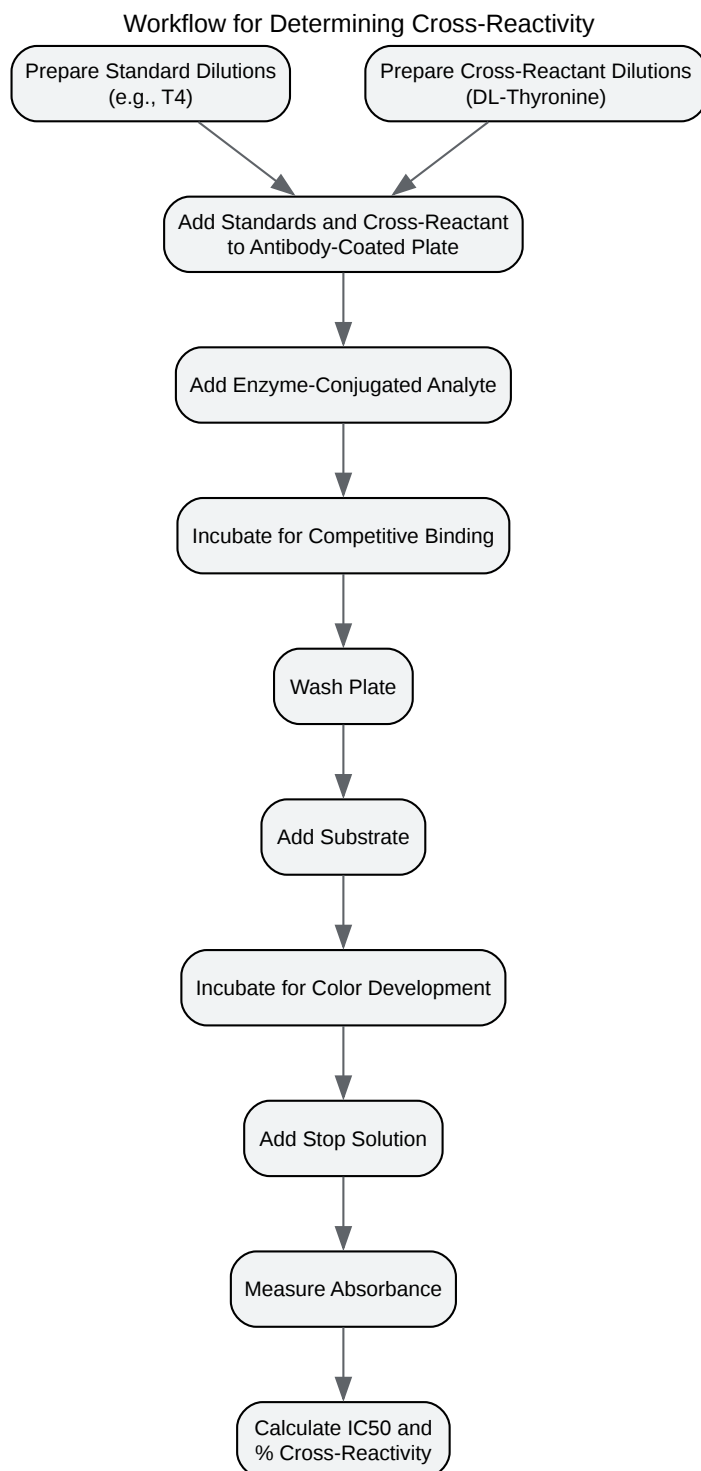 Workflow for Determining Cross-Reactivity
Prepare Standard Dilutions
(e.g., T4)
Prepare Cross-Reactant Dilutions
(DL-Thyronine)
Add Standards and Cross-Reactant
to Antibody-Coated Plate
Add Enzyme-Conjugated Analyte
Incubate for Competitive Binding
Wash Plate
Add Substrate
Incubate for Color Development
Add Stop Solution
Measure Absorbance
Calculate IC50 and
% Cross-Reactivity